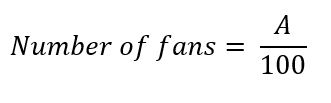 Number of fans = A/100